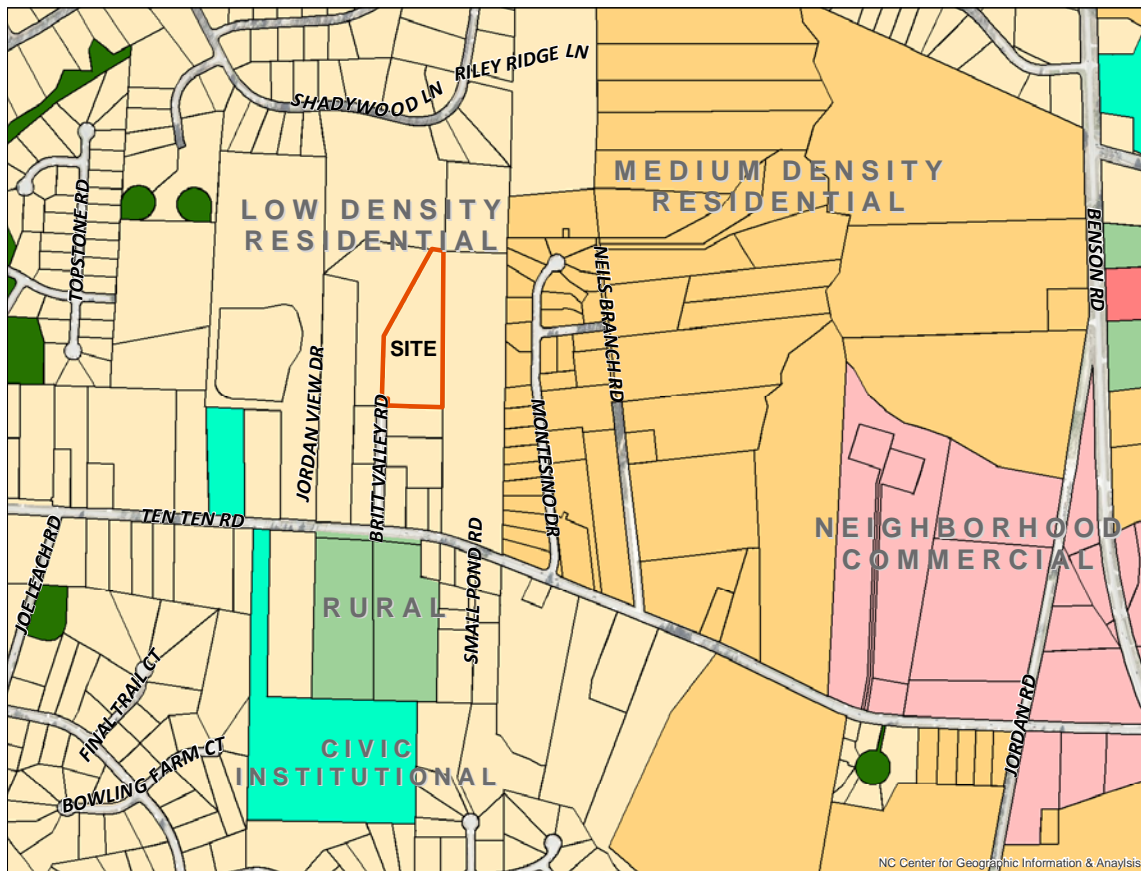 RILEY RIDGE LN
SHADYWOOD LN
MEDIUM DENSITY
RESIDENTIAL
LOW DENSITY
RESIDENTIAL
TOPSTONE RD
BENSON RD
NEILS BRANCH RD
SITE
JORDAN VIEW DR
BRITT VALLEY RD
MONTESINO DR
TEN TEN RD
SMALL POND RD
NEIGHBORHOOD
COMMERCIAL
JOE LEACH RD
RURAL
FINAL TRAIL CT
JORDAN RD
BOWLING FARM CT
CIVIC
INSTITUTIONAL
NC Center for Geographic Information & Anaylsis